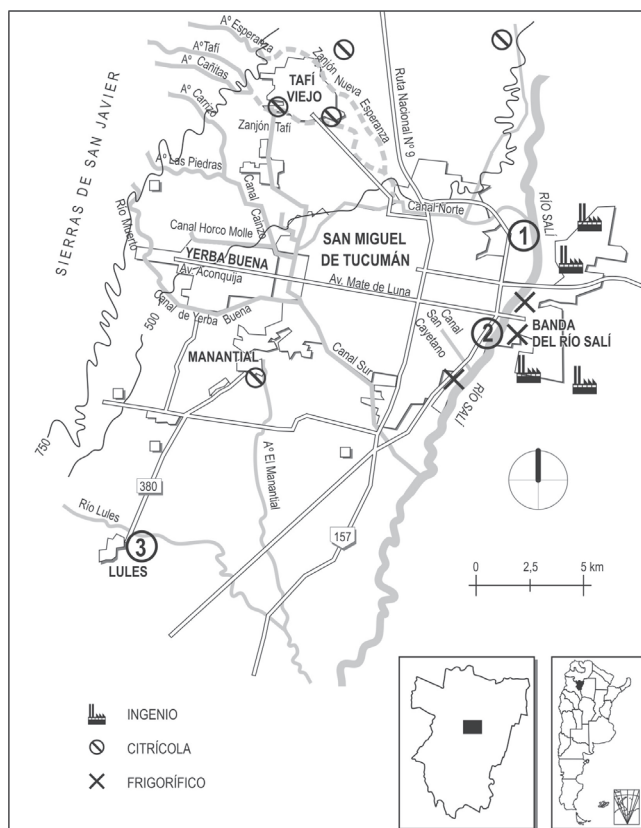 Aº Esperanza
AºTafí
Aº Cañitas
Aº Carrizo
Aº Las Piedras
TAFÍ
VIEJO
Zanjón Nueva
Esperanza
Zanjón Tafí
Ruta Nacional Nº 9
SIERRAS DE SAN JAVIER
Río Muerto
Canal Horco Molle
Canal Cainzo
Canal Norte
RÍO SALÍ
1
YERBA BUENA
Av. Aconquija
SAN MIGUEL
DE TUCUMÁN
Av. Mate de Luna
Canal de Yerba Buena
Canal
San
Cayetano
2
BANDA
DEL RÍO SALÍ
500
MANANTIAL
Canal Sur
RÍO SALÍ
750
380
Aº El Manantial
Río Lules
3
LULES
157
0
2,5
5 km
INGENIO
CITRÍCOLA
FRIGORÍFICO